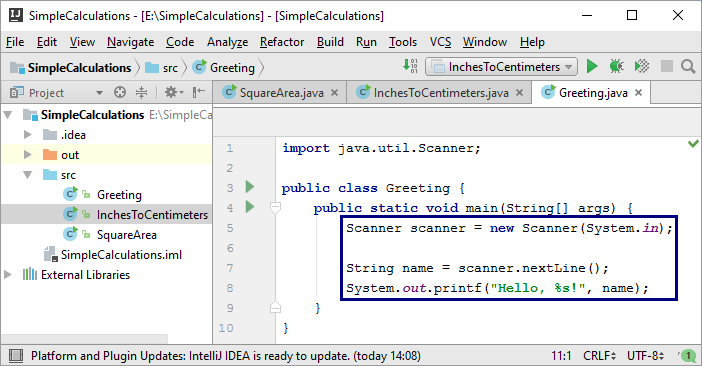 SimpleCalculations - [E:\SimpleCalculations] - [SimpleCalculations]
File Edit View Navigate Code Analyze Refactor Build Run Tools VCS Window Help
SimpleCalculations src Greeting InchesToCentimeters
Project SquareArea.java InchesToCentimeters.java Greeting.java
SimpleCalculations E:\SimpleCa
.idea
out
src
Greeting
InchesToCentimeters
SquareArea
SimpleCalculations.iml
External Libraries
1 import java.util.Scanner;
2
3 public class Greeting {
4 public static void main(String[] args) {
5 Scanner scanner = new Scanner(System.in);
6
7 String name = scanner.nextLine();
8 System.out.printf("Hello, %s!", name);
9 }
10 }
Platform and Plugin Updates: IntelliJ IDEA is ready to update. (today 14:08) 11:1 CRLF UTF-8 1